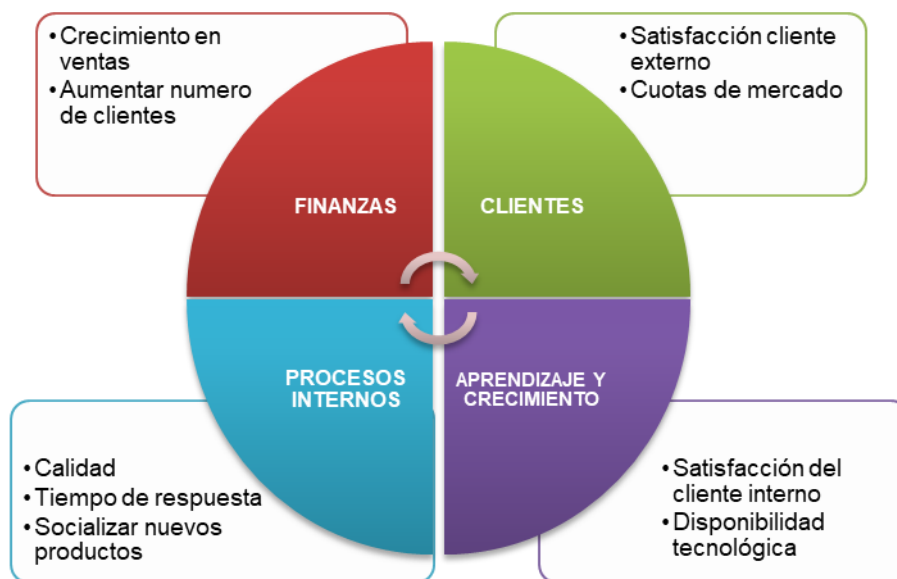 • Crecimiento en
ventas
• Aumentar numero
de clientes
• Satisfacción cliente
externo
• Cuotas de mercado
FINANZAS
CLIENTES
PROCESOS
INTERNOS
APRENDIZAJE Y
CRECIMIENTO
• Calidad
• Tiempo de respuesta
• Socializar nuevos
productos
• Satisfacción del
cliente interno
• Disponibilidad
tecnológica